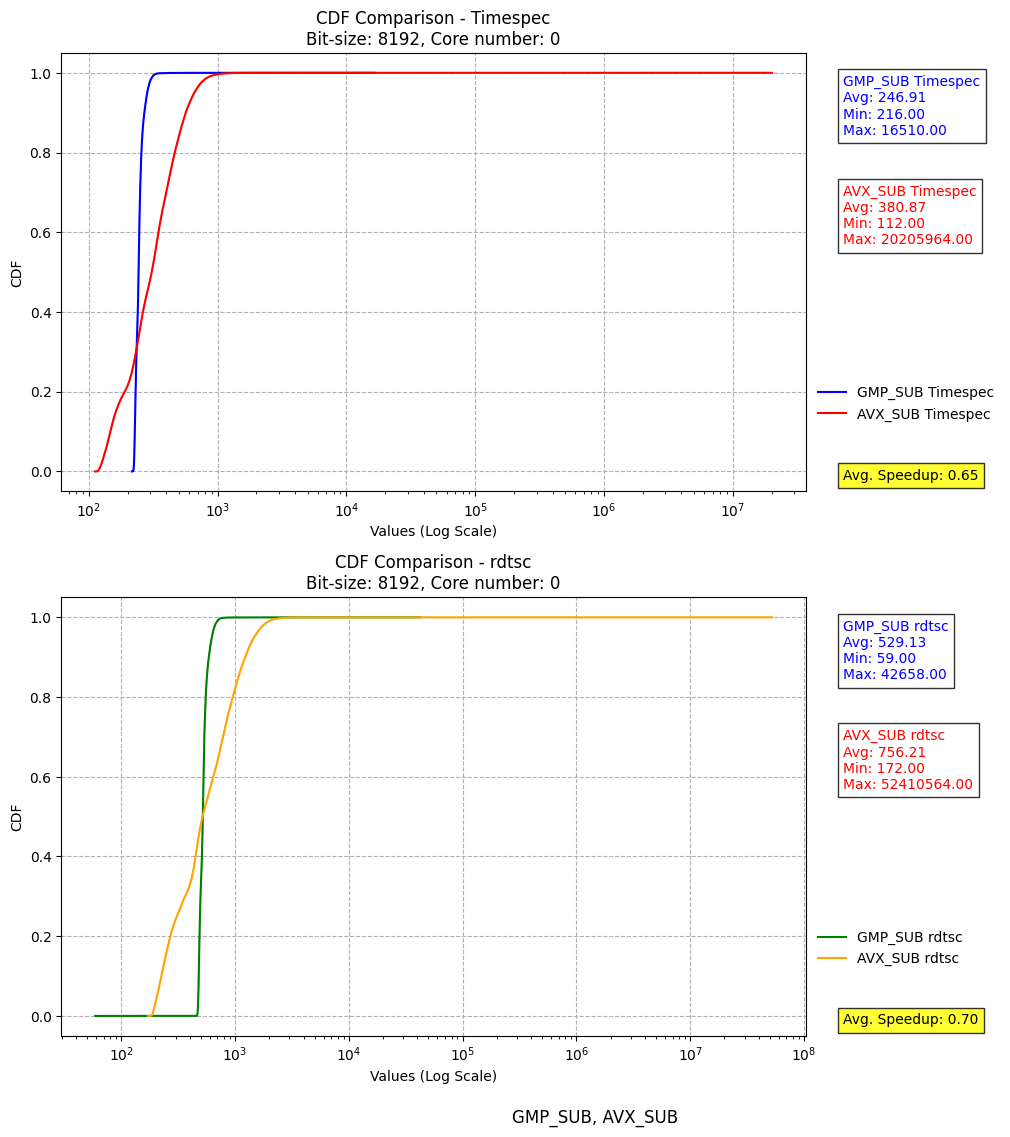 CDF Comparison - Timespec
Bit-size: 8192, Core number: 0
CDF
1.0
0.8
0.6
0.4
0.2
0.0
10²
10³
10⁴
10⁵
10⁶
10⁷
Values (Log Scale)
GMP_SUB Timespec
Avg: 246.91
Min: 216.00
Max: 16510.00
AVX_SUB Timespec
Avg: 380.87
Min: 112.00
Max: 20205964.00
GMP_SUB Timespec
AVX_SUB Timespec
Avg. Speedup: 0.65
CDF Comparison - rdtsc
Bit-size: 8192, Core number: 0
CDF
1.0
0.8
0.6
0.4
0.2
0.0
10²
10³
10⁴
10⁵
10⁶
10⁷
10⁸
Values (Log Scale)
GMP_SUB rdtsc
Avg: 529.13
Min: 59.00
Max: 42658.00
AVX_SUB rdtsc
Avg: 756.21
Min: 172.00
Max: 52410564.00
GMP_SUB rdtsc
AVX_SUB rdtsc
Avg. Speedup: 0.70
GMP_SUB, AVX_SUB